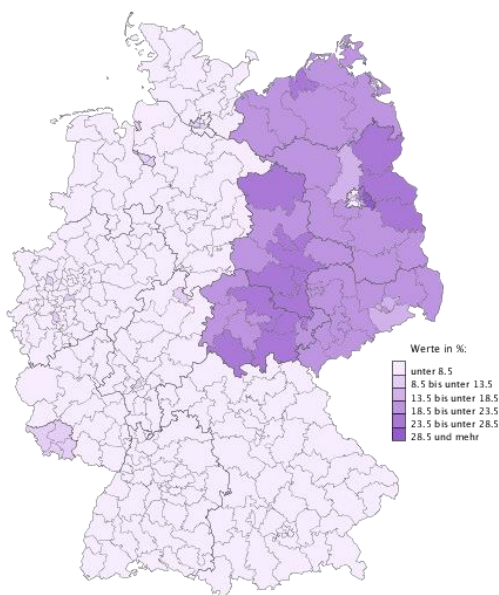 Werte in %:
unter 8.5
8.5 bis unter 13.5
13.5 bis unter 18.5
18.5 bis unter 23.5
23.5 bis unter 28.5
28.5 und mehr